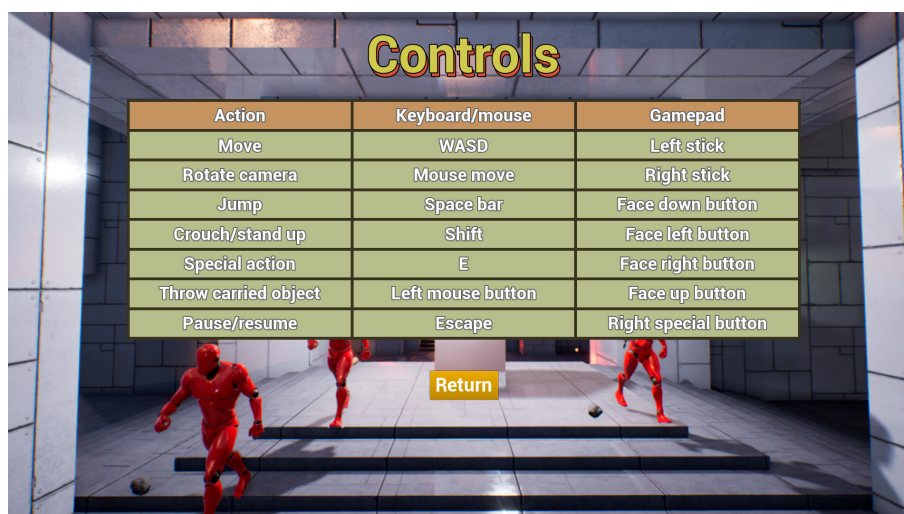 Controls
Action Keyboard/mouse Gamepad
Move WASD Left stick
Rotate camera Mouse move Right stick
Jump Space bar Face down button
Crouch/stand up Shift Face left button
Special action E Face right button
Throw carried object Left mouse button Face up button
Pause/resume Escape Right special button
Return